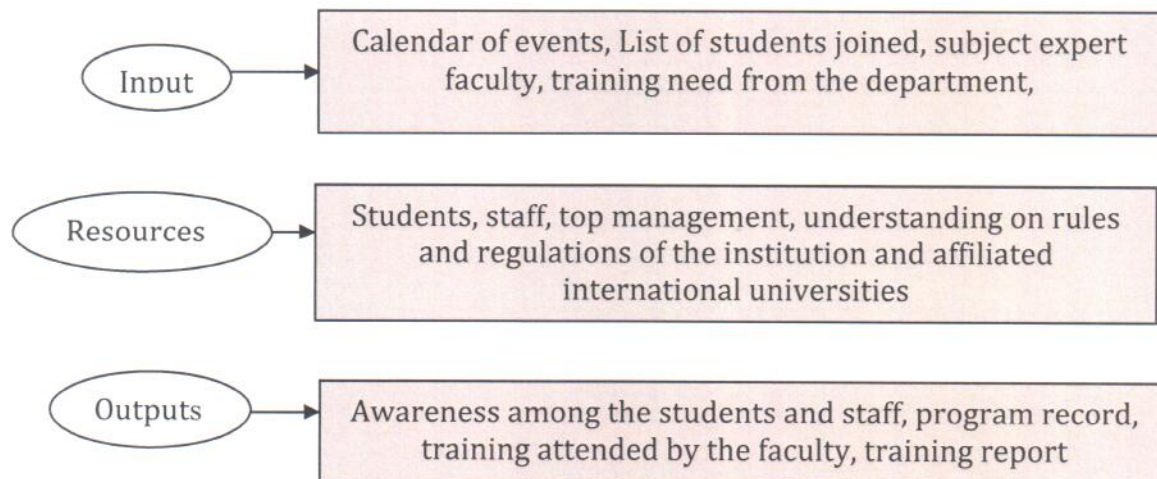 Input
Calendar of events, List of students joined, subject expert
faculty, training need from the department,
Resources
Students, staff, top management, understanding on rules
and regulations of the institution and affiliated
international universities
Outputs
Awareness among the students and staff, program record,
training attended by the faculty, training report